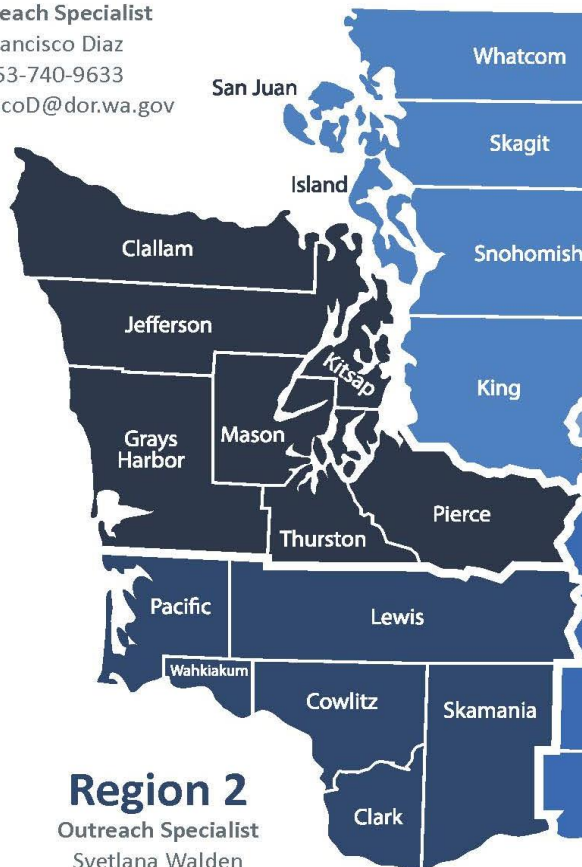 each Specialist
ancisco Diaz
53-740-9633
coD@dor.wa.gov
Whatcom
San Juan
Skagit
Island
Clallam
Snohomish
Jefferson
Kitsap
King
Mason
Grays
Harbor
Pierce
Thurston
Pacific
Lewis
Wahkiakum
Cowlitz
Skamania
Region 2
Clark
Outreach Specialist
Svetlana Walden